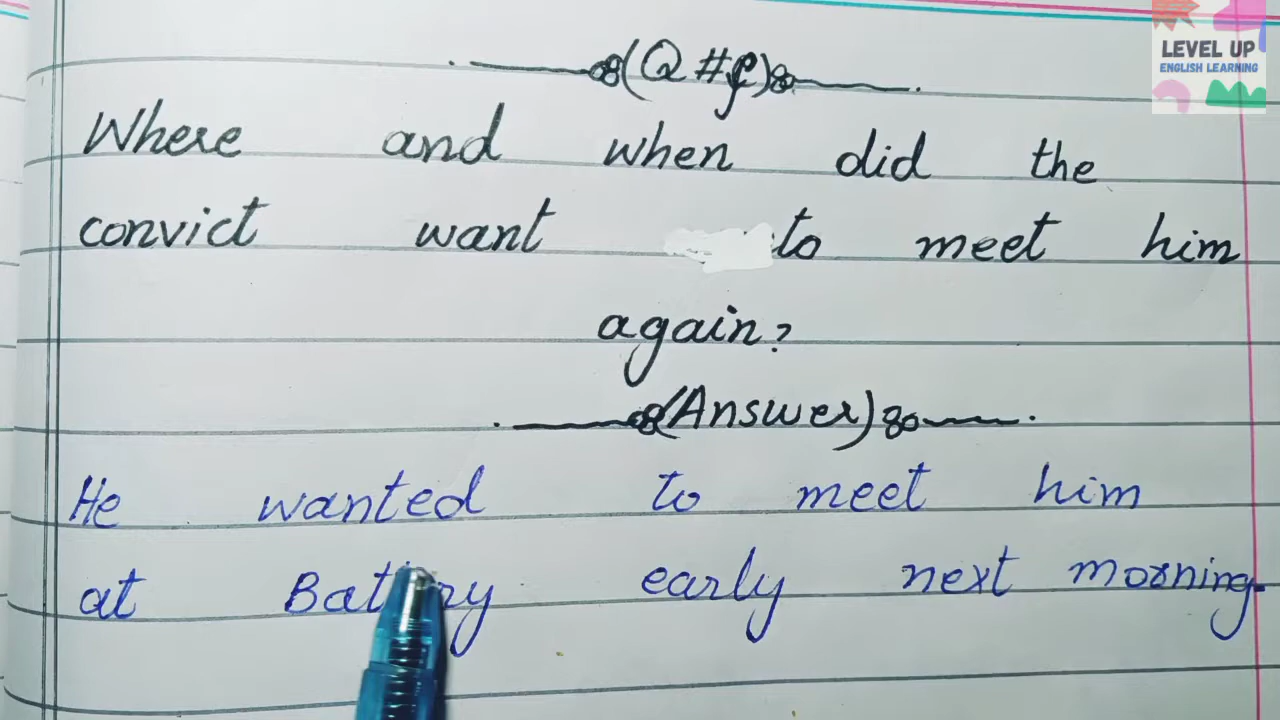 LEVEL UP
ENGLISH LEARNING
(Q #
Where and when did the
convict want to meet him
again?
(Answer)
He wanted to meet him
at Battery early next morning.